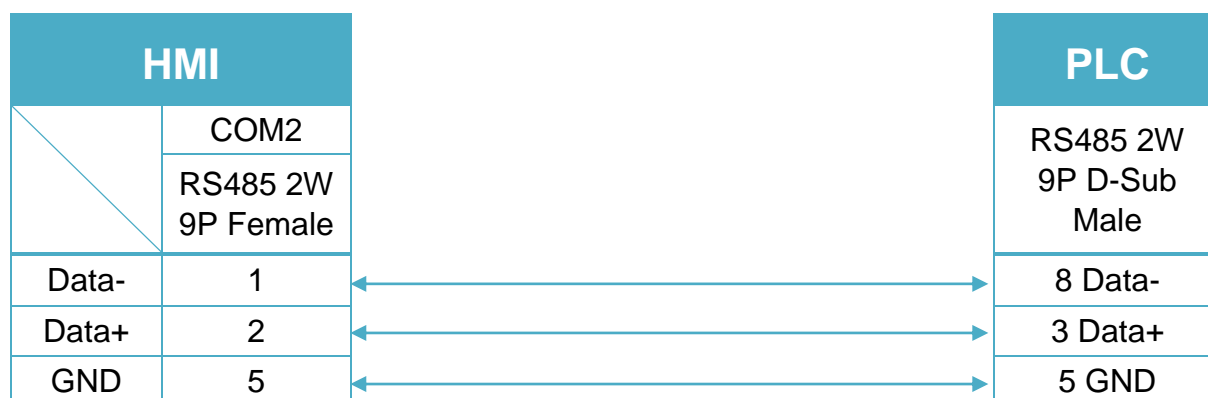 HMI
PLC
COM2
RS485 2W
9P Female
RS485 2W
9P D-Sub
Male
Data- 1 8 Data-
Data+ 2 3 Data+
GND 5 5 GND